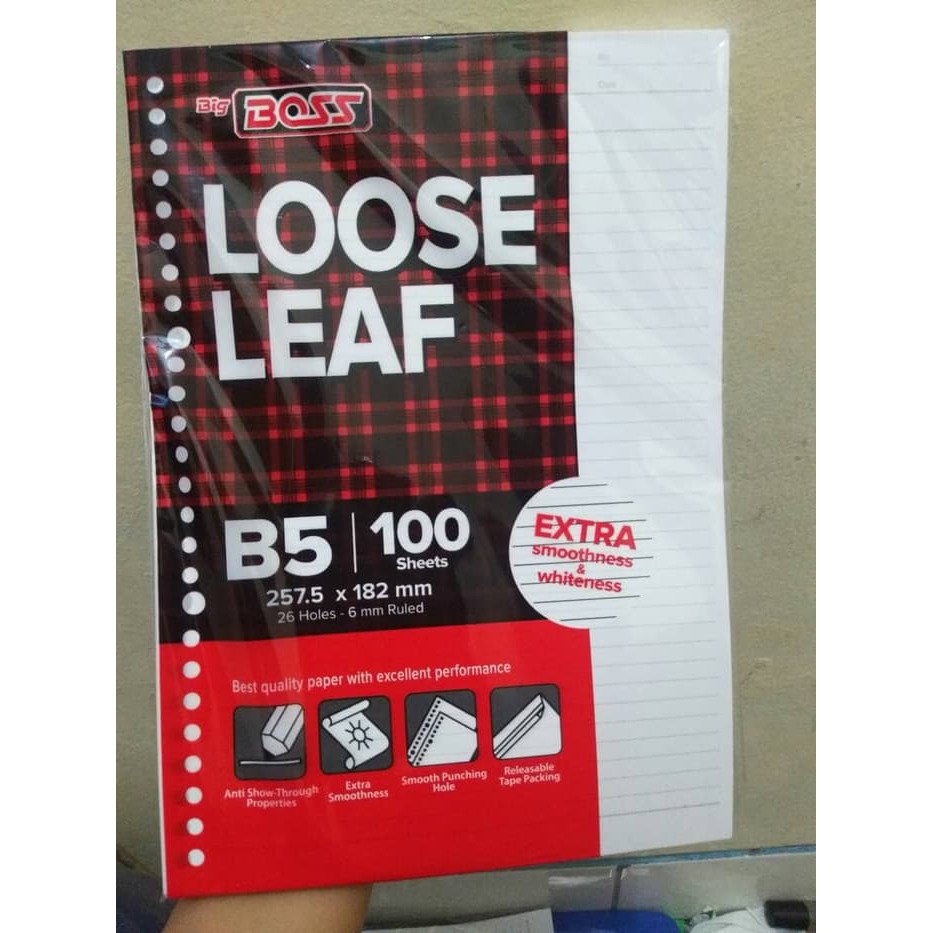 Big BOSS
LOOSE
LEAF
B5 | 100
Sheets
257.5 x 182 mm
26 Holes - 6 mm Ruled
EXTRA
smoothness
&
whiteness
Best quality paper with excellent performance
Anti Show-Through
Properties
Extra
Smoothness
Smooth Punching
Hole
Releasable
Tape Packing